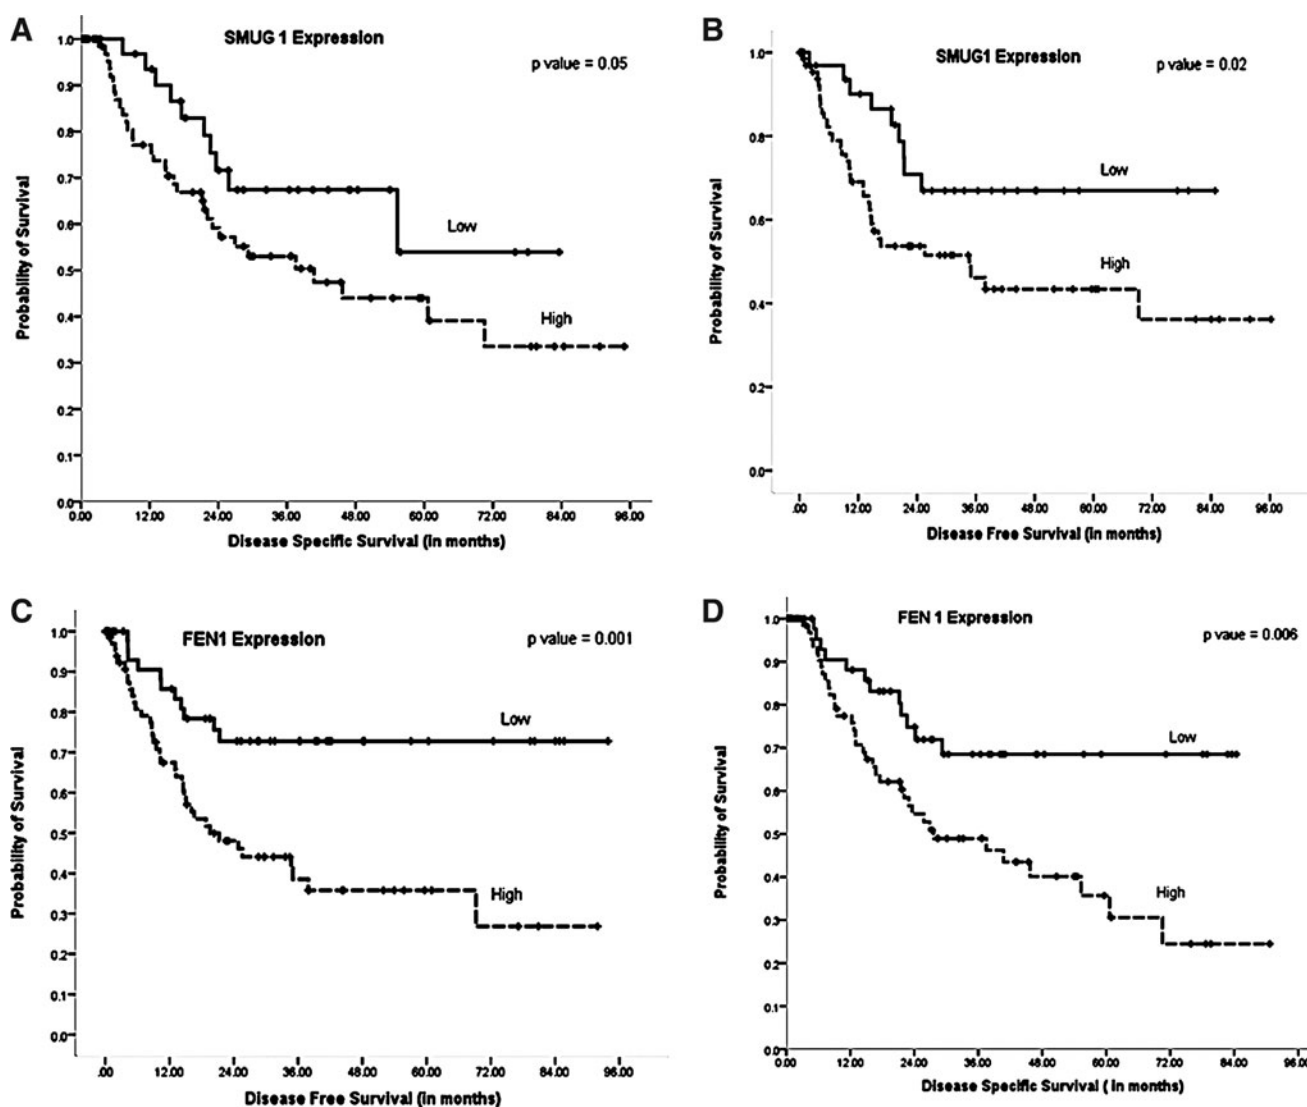 A
SMUG 1 Expression
p value = 0.05
1.0
0.9
0.8
0.7
0.6
0.5
0.4
0.3
0.2
0.1
0.0
Probability of Survival
Low
High
0.00 12.00 24.00 36.00 48.00 60.00 72.00 84.00 96.00
Disease Specific Survival (in months)
B
SMUG1 Expression
p value = 0.02
1.0
0.8
0.6
0.4
0.2
0.0
Probability of Survival
Low
High
.00 12.00 24.00 36.00 48.00 60.00 72.00 84.00 96.00
Disease Free Survival (in months)
C
FEN1 Expression
p value = 0.001
1.0
0.9
0.8
0.7
0.6
0.5
0.4
0.3
0.2
0.1
0.0
Probability of Survival
Low
High
.00 12.00 24.00 36.00 48.00 60.00 72.00 84.00 96.00
Disease Free Survival (in months)
D
FEN 1 Expression
p vaue = 0.006
1.0
0.9
0.8
0.7
0.6
0.5
0.4
0.3
0.2
0.1
0.0
Probability of Survival
Low
High
0.00 12.00 24.00 36.00 48.00 60.00 72.00 84.00 96.00
Disease Specific Survival ( in months)